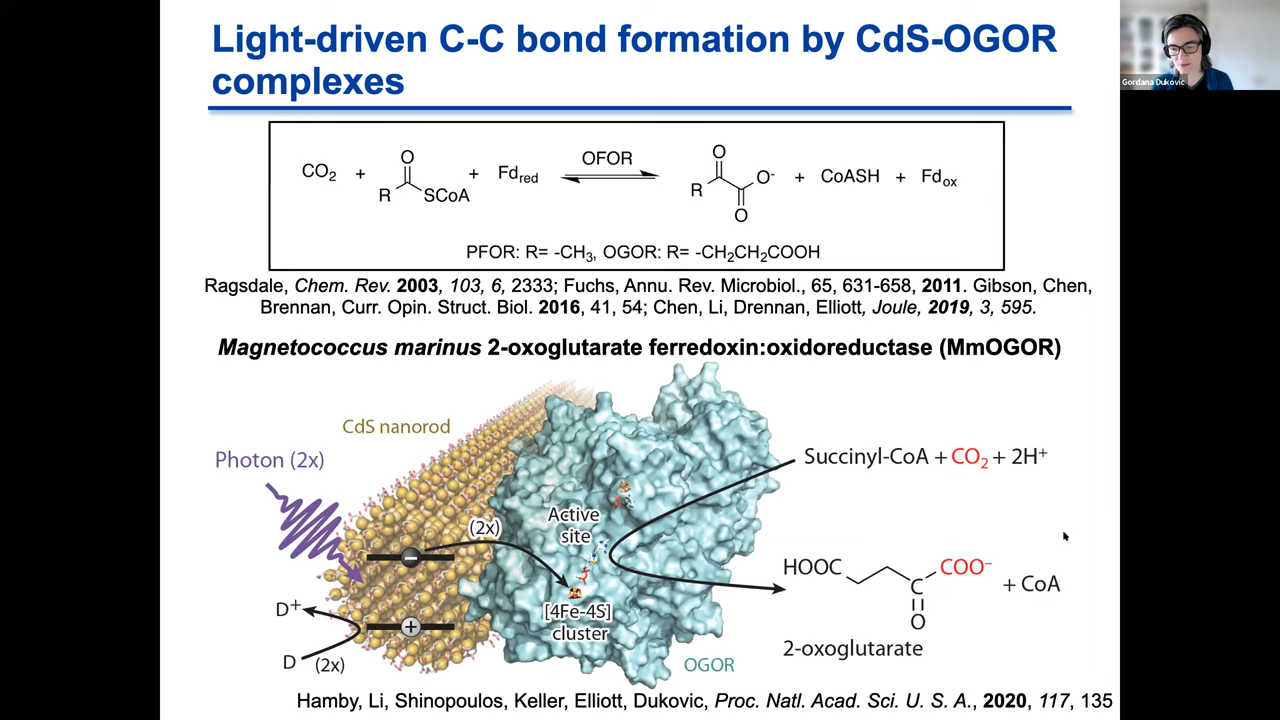 Light-driven C-C bond formation by CdS-OGOR
complexes
Gordana Dukovic
CO2 + R O SCoA + Fdred OFOR R O O- O + CoASH + Fdox
PFOR: R= -CH3, OGOR: R= -CH2CH2COOH
Ragsdale, Chem. Rev. 2003, 103, 6, 2333; Fuchs, Annu. Rev. Microbiol., 65, 631-658, 2011. Gibson, Chen,
Brennan, Curr. Opin. Struct. Biol. 2016, 41, 54; Chen, Li, Drennan, Elliott, Joule, 2019, 3, 595.
Magnetococcus marinus 2-oxoglutarate ferredoxin:oxidoreductase (MmOGOR)
CdS nanorod
Photon (2x)
(2x)
Active
site
[4Fe-4S]
cluster
D+
D (2x)
OGOR
Succinyl-CoA + CO2 + 2H+
HOOC C O COO− + CoA
2-oxoglutarate
Hamby, Li, Shinopoulos, Keller, Elliott, Dukovic, Proc. Natl. Acad. Sci. U. S. A., 2020, 117, 135